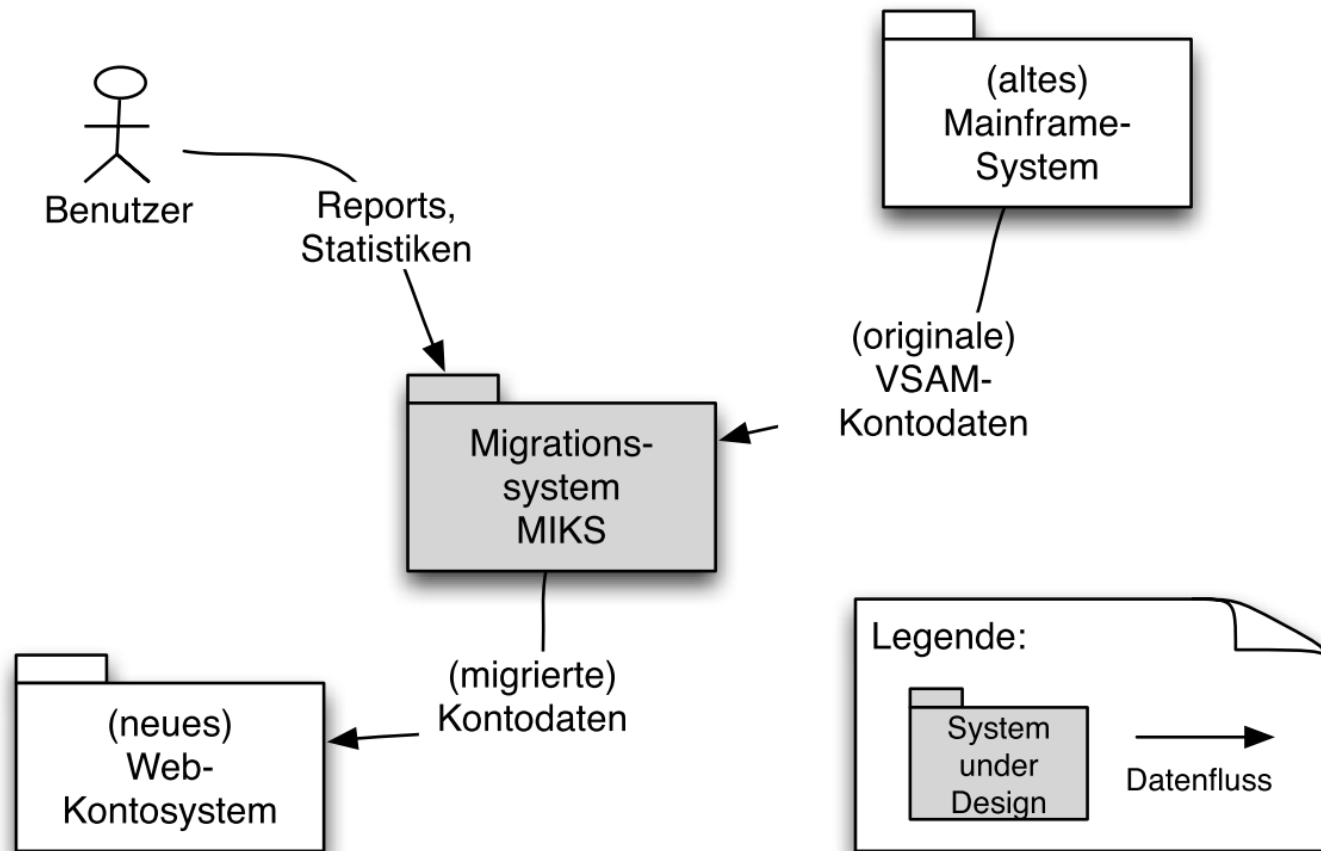 (altes)
Mainframe-
System
Benutzer
Reports,
Statistiken
(originale)
VSAM-
Kontodaten
Migrations-
system
MIKS
(migrierte)
Kontodaten
(neues)
Web-
Kontosystem
Legende:
System
under
Design
Datenfluss